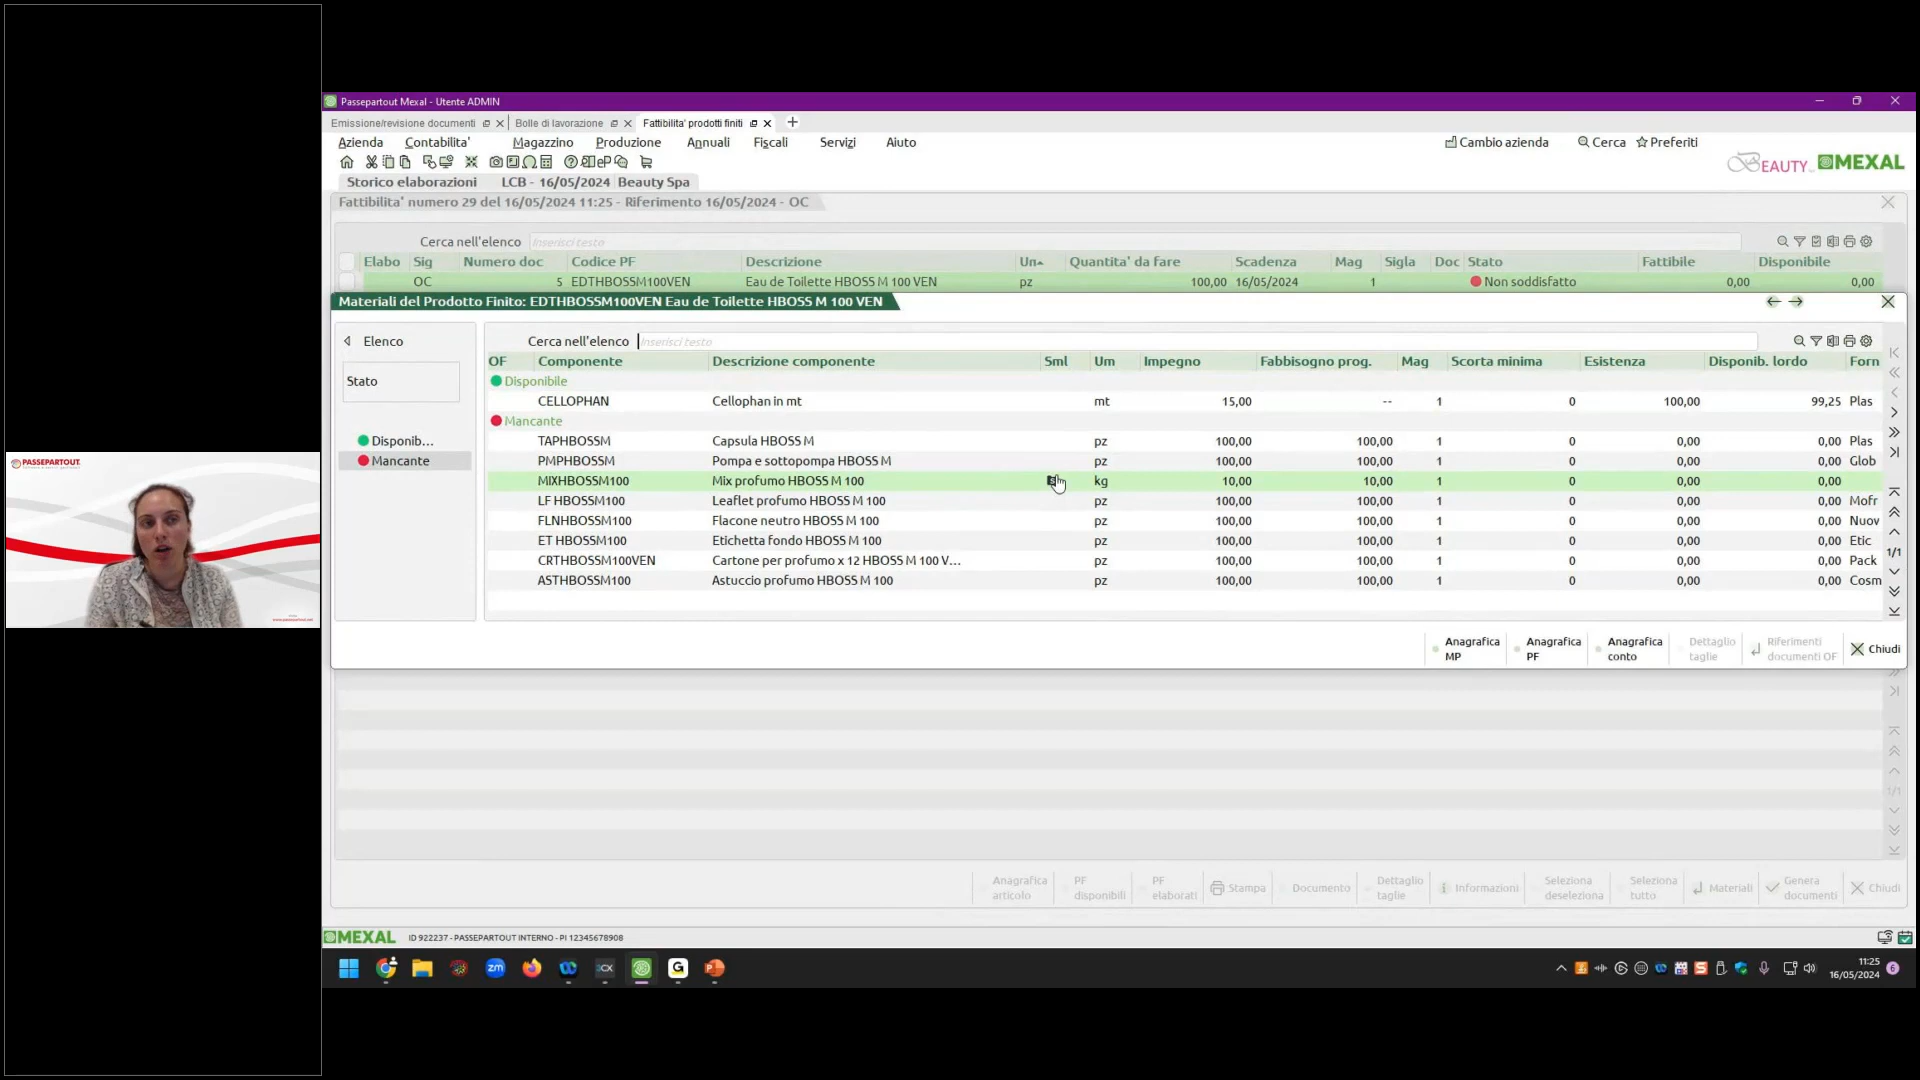 PASSEPARTOUT
Passepartout Mexal - Utente ADMIN
Emissione/revisione documenti
Bolle di lavorazione
Fattibilita' prodotti finiti
Azienda Contabilita' Magazzino Produzione Annuali Fiscali Servizi Aiuto
Cambio azienda Cerca Preferiti
BEAUTY MEXAL
Storico elaborazioni LCB - 16/05/2024 Beauty Spa
Fattibilita' numero 29 del 16/05/2024 11:25 - Riferimento 16/05/2024 - OC
Cerca nell'elenco Inserisci testo
Elabo Sig Numero doc Codice PF Descrizione Un Quantita' da fare Scadenza Mag Sigla Doc Stato Fattibile Disponibile
OC 5 EDTHBOSSM100VEN Eau de Toilette HBOSS M 100 VEN pz 100,00 16/05/2024 1 Non soddisfatto 0,00 0,00
Materiali del Prodotto Finito: EDTHBOSSM100VEN Eau de Toilette HBOSS M 100 VEN
Elenco
Stato
Disponib...
Mancante
Cerca nell'elenco Inserisci testo
OF Componente Descrizione componente Sml Um Impegno Fabbisogno prog. Mag Scorta minima Esistenza Disponib. lordo Forn
Disponibile
CELLOPHAN Cellophan in mt mt 15,00 -- 1 0 100,00 99,25 Plas
Mancante
TAPHBOSSM Capsula HBOSS M pz 100,00 100,00 1 0 0,00 0,00 Plas
PMPHBOSSM Pompa e sottopompa HBOSS M pz 100,00 100,00 1 0 0,00 0,00 Glob
MIXHBOSSM100 Mix profumo HBOSS M 100 kg 10,00 10,00 1 0 0,00 0,00
LF HBOSSM100 Leaflet profumo HBOSS M 100 pz 100,00 100,00 1 0 0,00 0,00 Mofr
FLNHBOSSM100 Flacone neutro HBOSS M 100 pz 100,00 100,00 1 0 0,00 0,00 Nuov
ET HBOSSM100 Etichetta fondo HBOSS M 100 pz 100,00 100,00 1 0 0,00 0,00 Etic
CRTHBOSSM100VEN Cartone per profumo x 12 HBOSS M 100 V... pz 100,00 100,00 1 0 0,00 0,00 Pack
ASTHBOSSM100 Astuccio profumo HBOSS M 100 pz 100,00 100,00 1 0 0,00 0,00 Cosm
1/1
Anagrafica MP
Anagrafica PF
Anagrafica conto
Dettaglio taglie
Riferimenti documenti OF
Chiudi
1/1
Anagrafica articolo
PF disponibili
PF elaborati
Stampa
Documento
Dettaglio taglie
Informazioni
Seleziona deseleziona
Seleziona tutto
Materiali
Genera documenti
Chiudi
MEXAL ID 922237 - PASSEPARTOUT INTERNO - PI 12345678908
11:25
16/05/2024
6